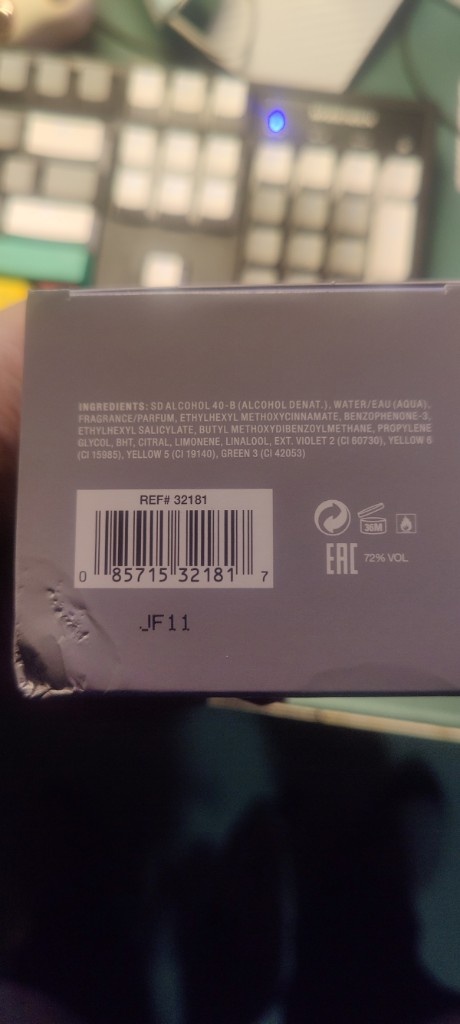 INGREDIENTS: SD ALCOHOL 40-B (ALCOHOL DENAT.), WATER/EAU (AQUA),
FRAGRANCE/PARFUM, ETHYLHEXYL METHOXYCINNAMATE, BENZOPHENONE-3,
ETHYLHEXYL SALICYLATE, BUTYL METHOXYDIBENZOYLMETHANE, PROPYLENE
GLYCOL, BHT, CITRAL, LIMONENE, LINALOOL, EXT. VIOLET 2 (CI 60730), YELLOW 6
(CI 15985), YELLOW 5 (CI 19140), GREEN 3 (CI 42053)
REF# 32181
0 85715 32181 7
36M
EAC 72% VOL
JF11